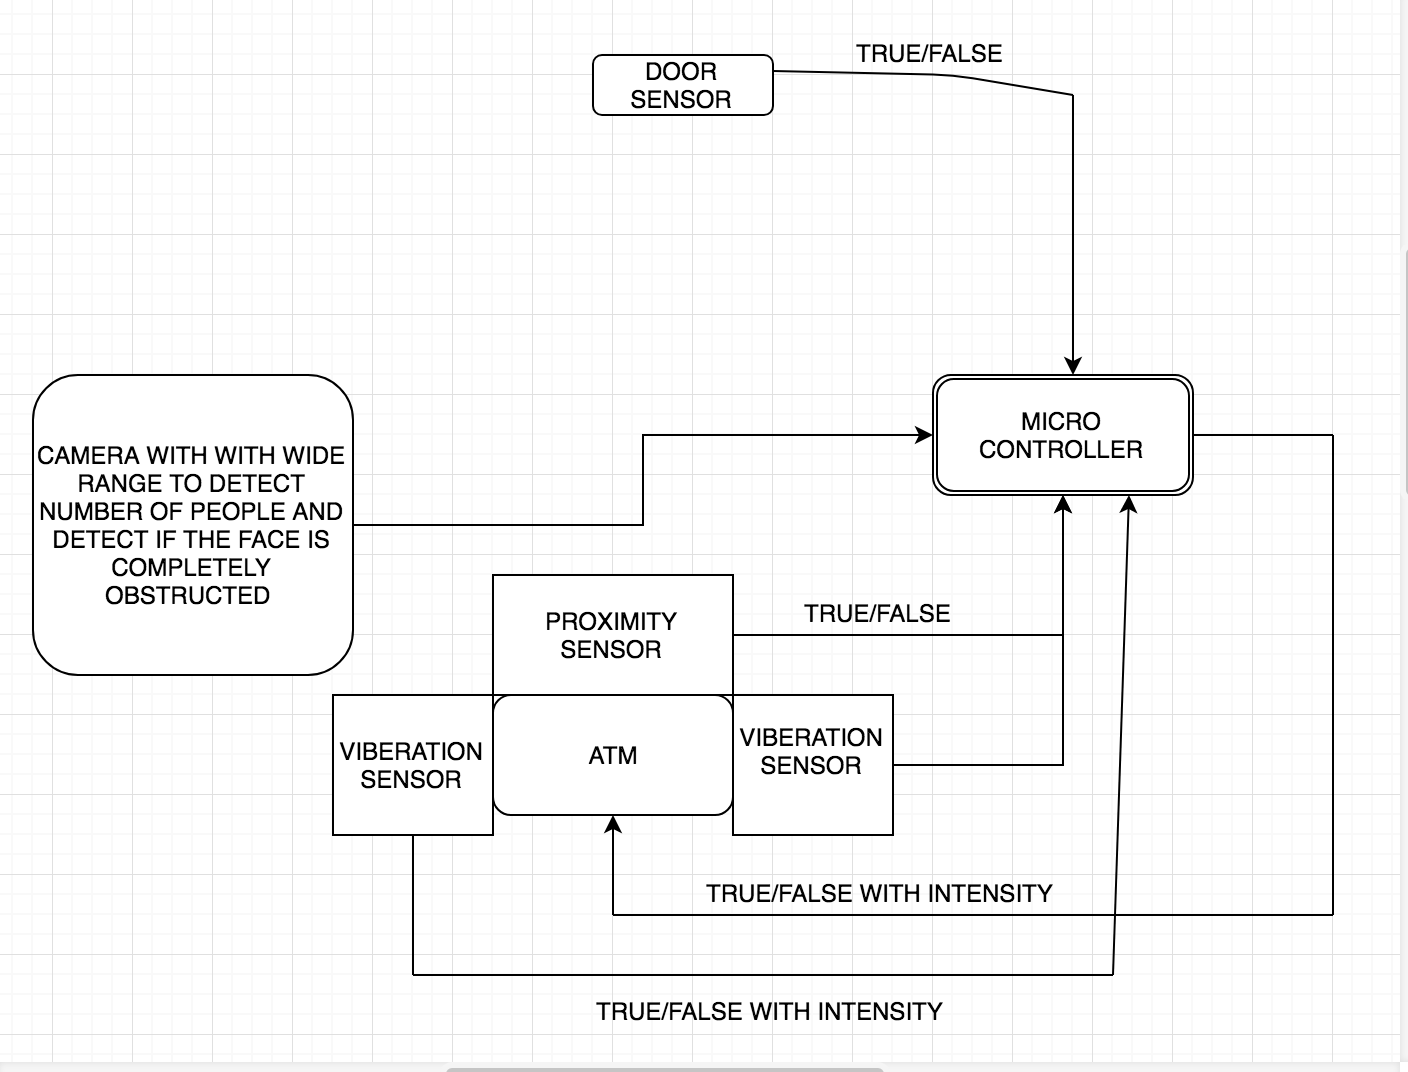 TRUE/FALSE
DOOR
SENSOR
MICRO
CONTROLLER
CAMERA WITH WITH WIDE
RANGE TO DETECT
NUMBER OF PEOPLE AND
DETECT IF THE FACE IS
COMPLETELY
OBSTRUCTED
PROXIMITY
SENSOR
TRUE/FALSE
VIBERATION
SENSOR
ATM
VIBERATION
SENSOR
TRUE/FALSE WITH INTENSITY
TRUE/FALSE WITH INTENSITY